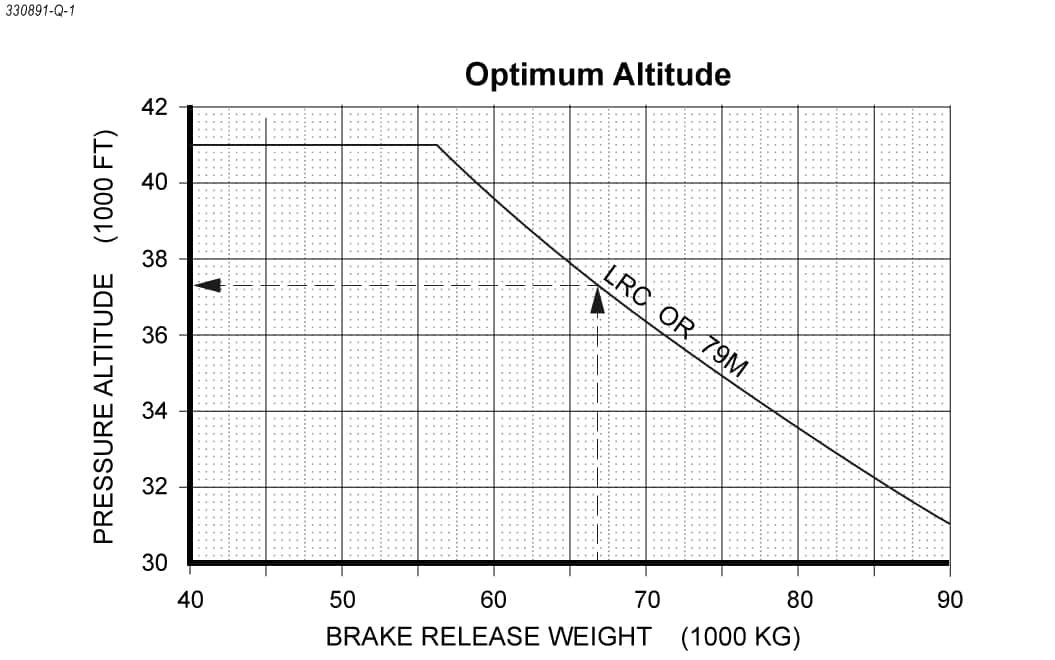 330891-Q-1
Optimum Altitude
42
40
38
36
34
32
30
PRESSURE ALTITUDE (1000 FT)
LRC OR 79M
40 50 60 70 80 90
BRAKE RELEASE WEIGHT (1000 KG)